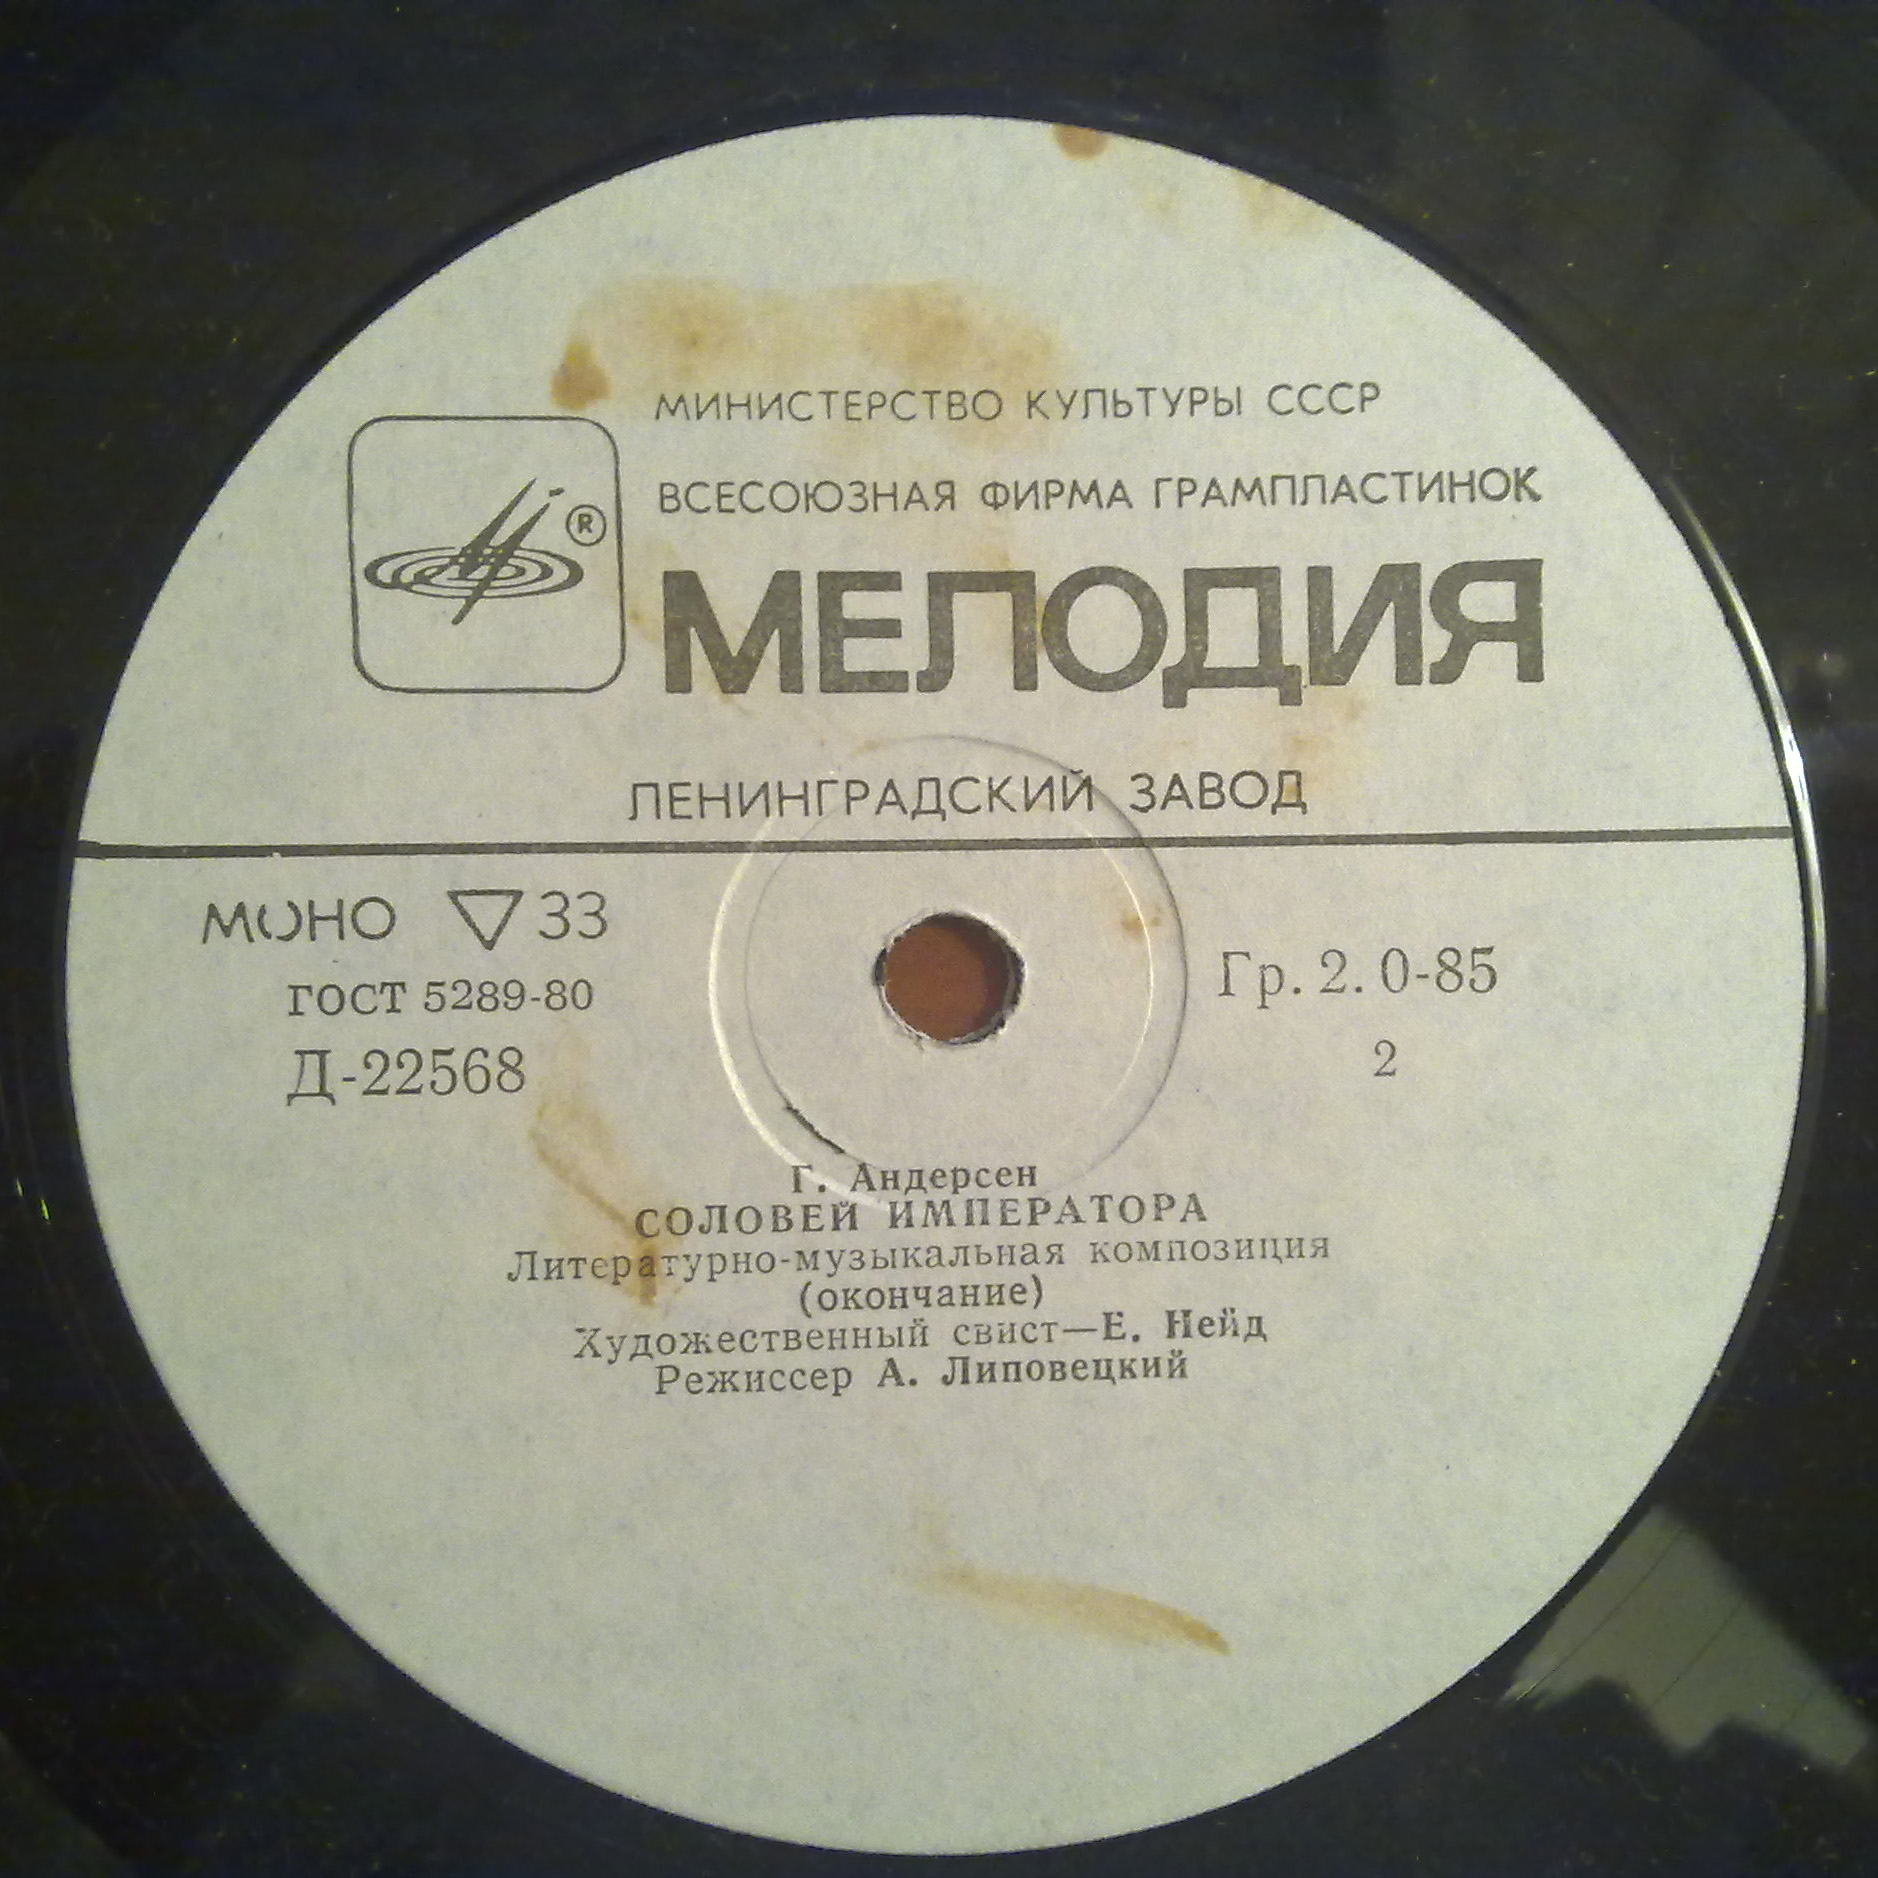 МИНИСТЕРСТВО КУЛЬТУРЫ СССР
ВСЕСОЮЗНАЯ ФИРМА ГРАМПЛАСТИНОК
®
МЕЛОДИЯ
ЛЕНИНГРАДСКИЙ ЗАВОД
МОНО ▽ 33
ГОСТ 5289-80
Д-22568
Гр. 2. 0-85
2
Г. Андерсен
СОЛОВЕЙ ИМПЕРАТОРА
Литературно-музыкальная композиция
(окончание)
Художественный свист—Е. Нейд
Режиссер А. Липовецкий